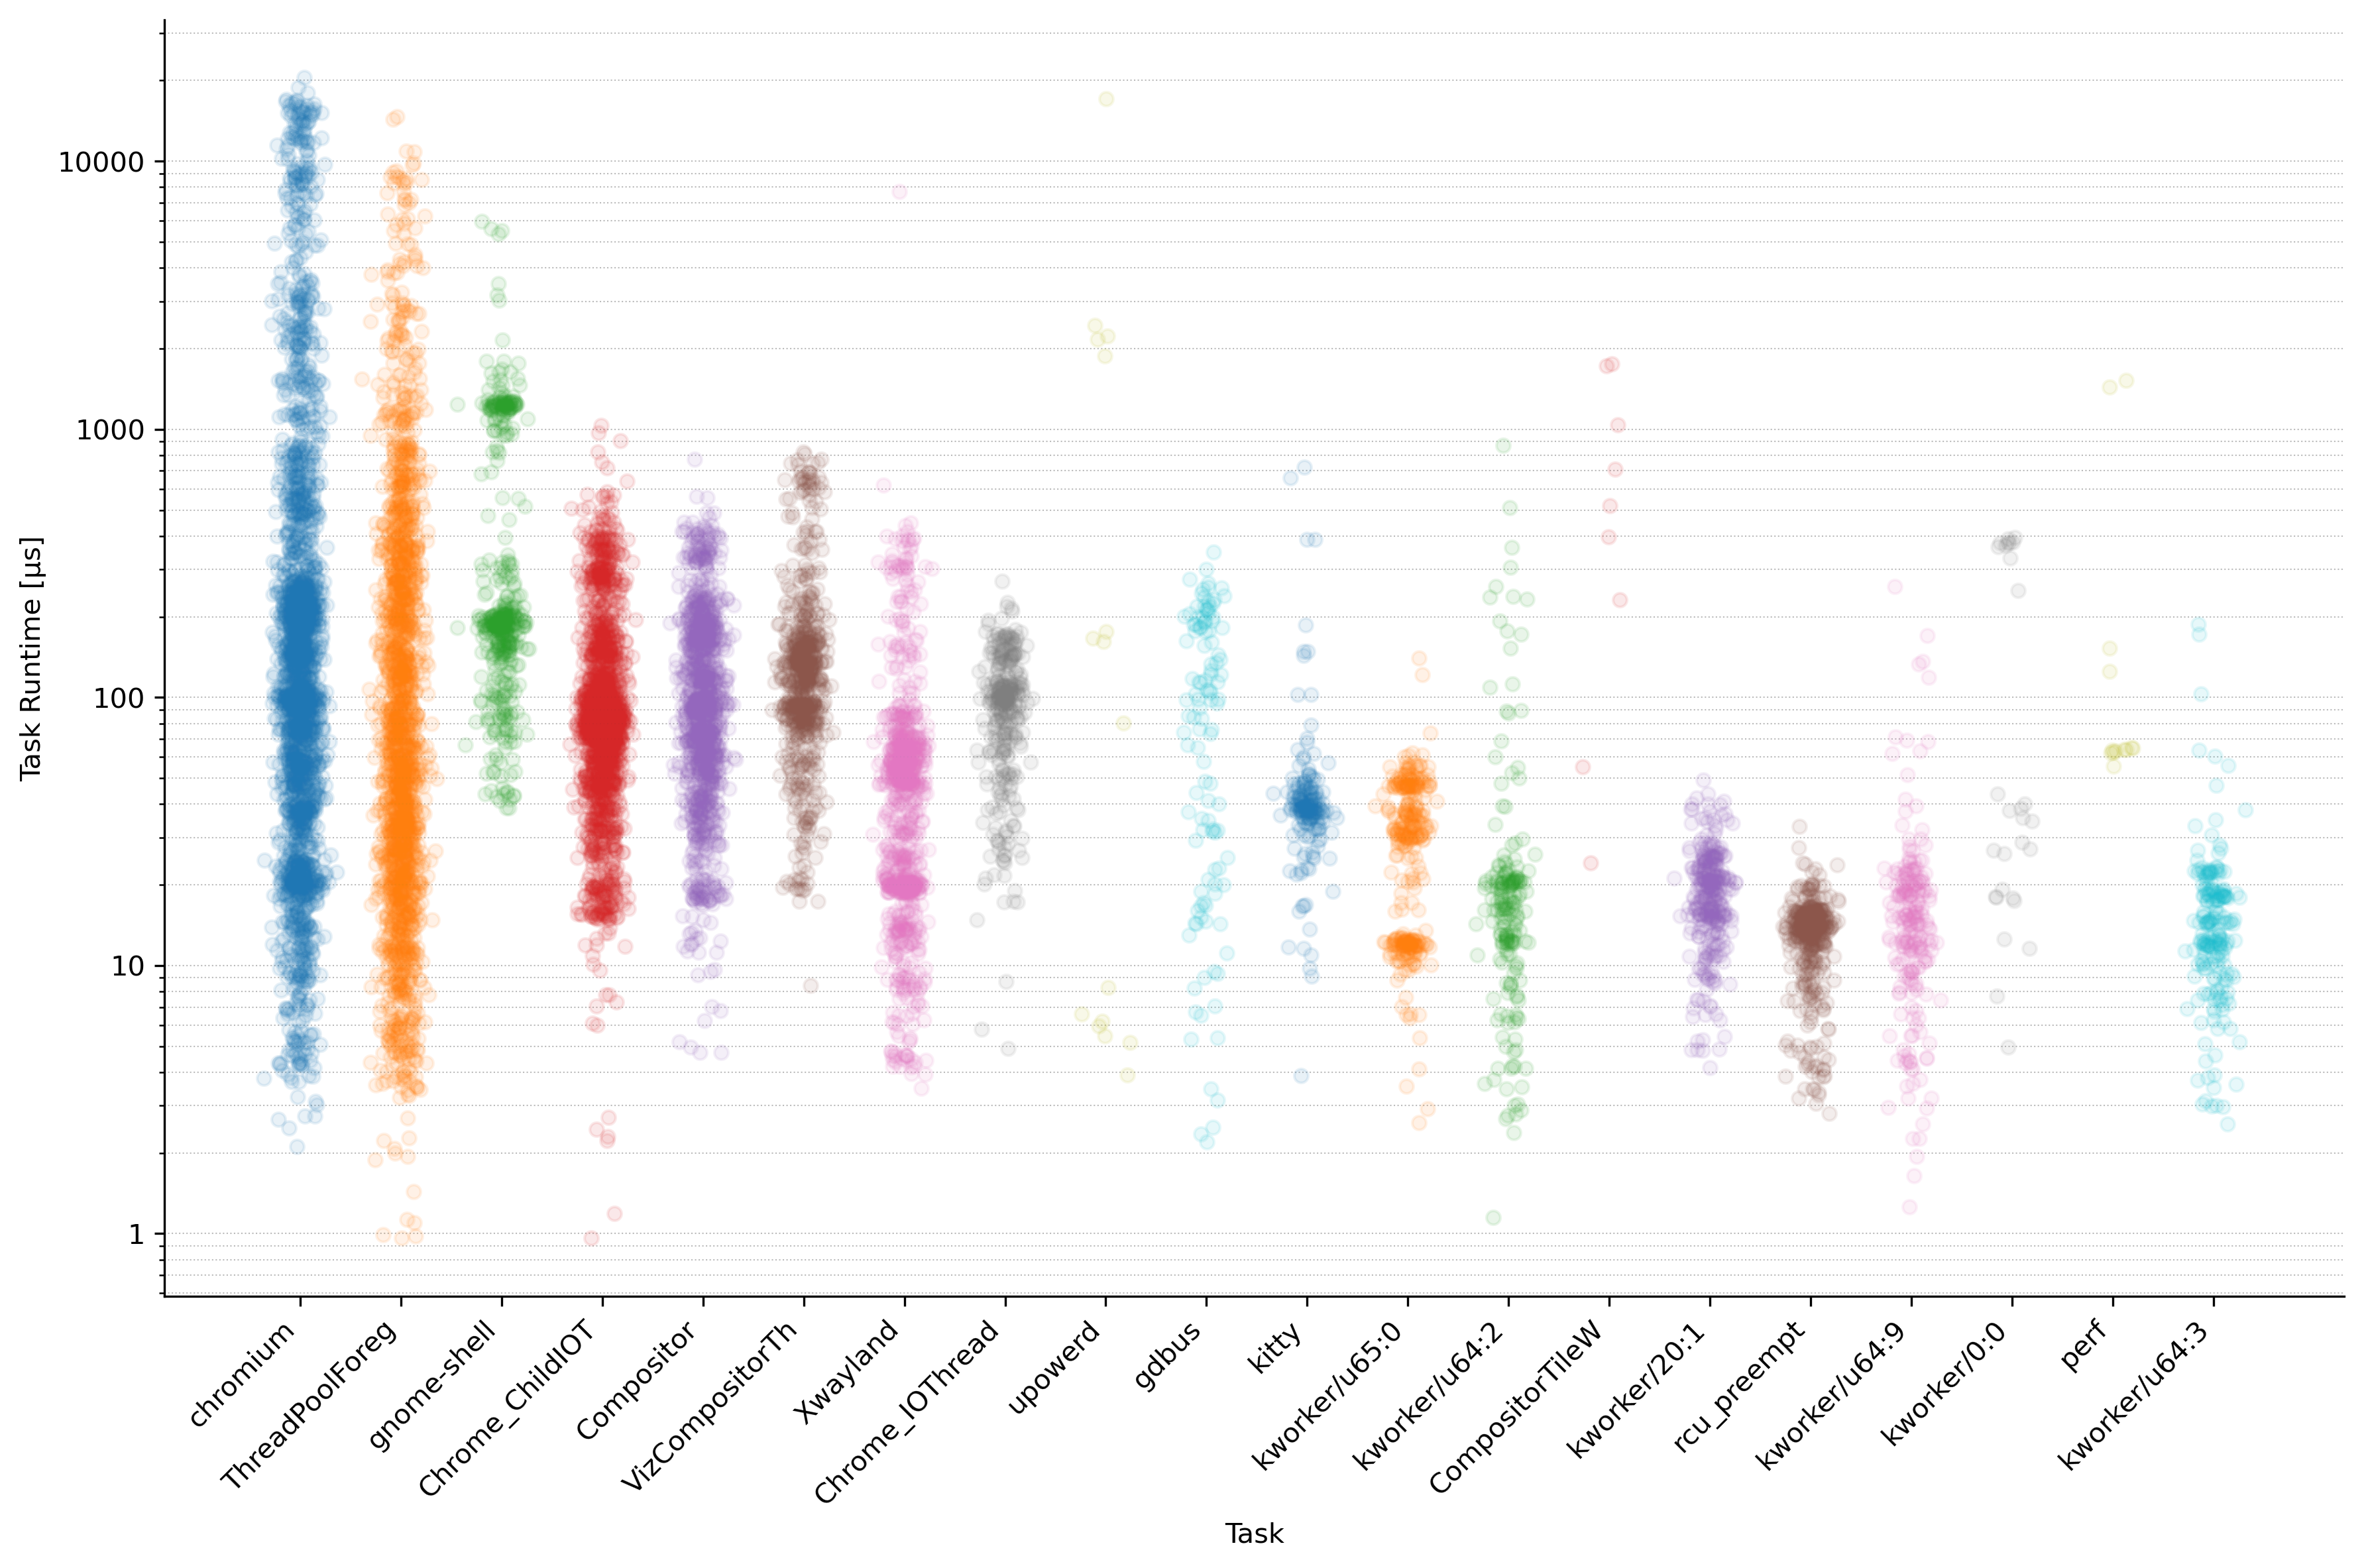 10000
1000
100
10
1
Task Runtime [µs]
chromium
ThreadPoolForeg
gnome-shell
Chrome_ChildIOT
Compositor
VizCompositorTh
Xwayland
Chrome_IOThread
upowerd
gdbus
kitty
kworker/u65:0
kworker/u64:2
CompositorTileW
kworker/20:1
rcu_preempt
kworker/u64:9
kworker/0:0
perf
kworker/u64:3
Task